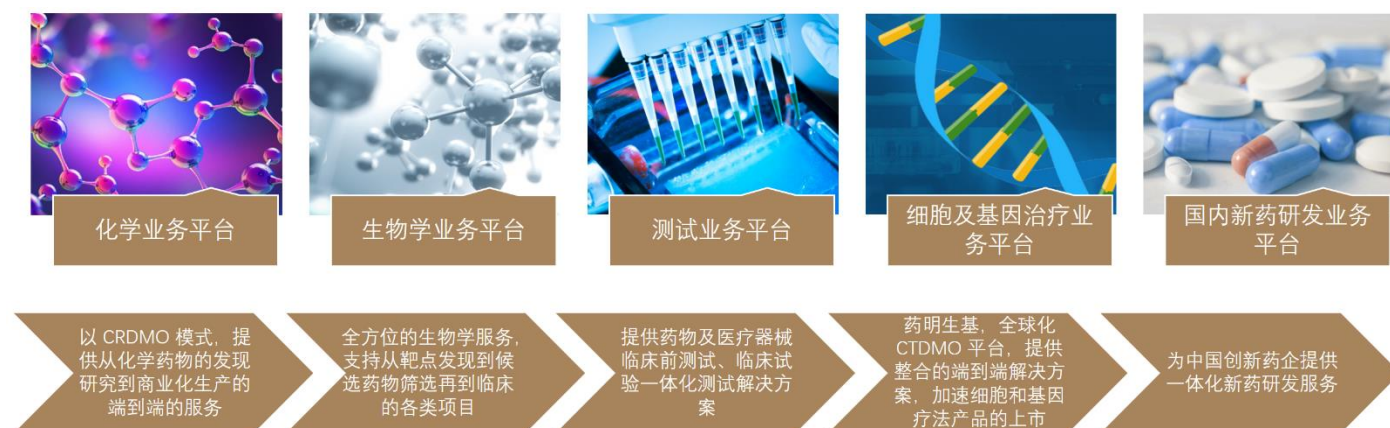 化学业务平台
生物学业务平台
测试业务平台
细胞及基因治疗业
务平台
国内新药研发业务
平台
以 CRDMO 模式，提
供从化学药物的发现
研究到商业化生产的
端到端的服务
全方位的生物学服务，
支持从靶点发现到候
选药物筛选再到临床
的各类项目
提供药物及医疗器械
临床前测试、临床试
验一体化测试解决方
案
药明生基，全球化
CTDMO 平台，提供
整合的端到端解决方
案，加速细胞和基因
疗法产品的上市
为中国创新药企提供
一体化新药研发服务